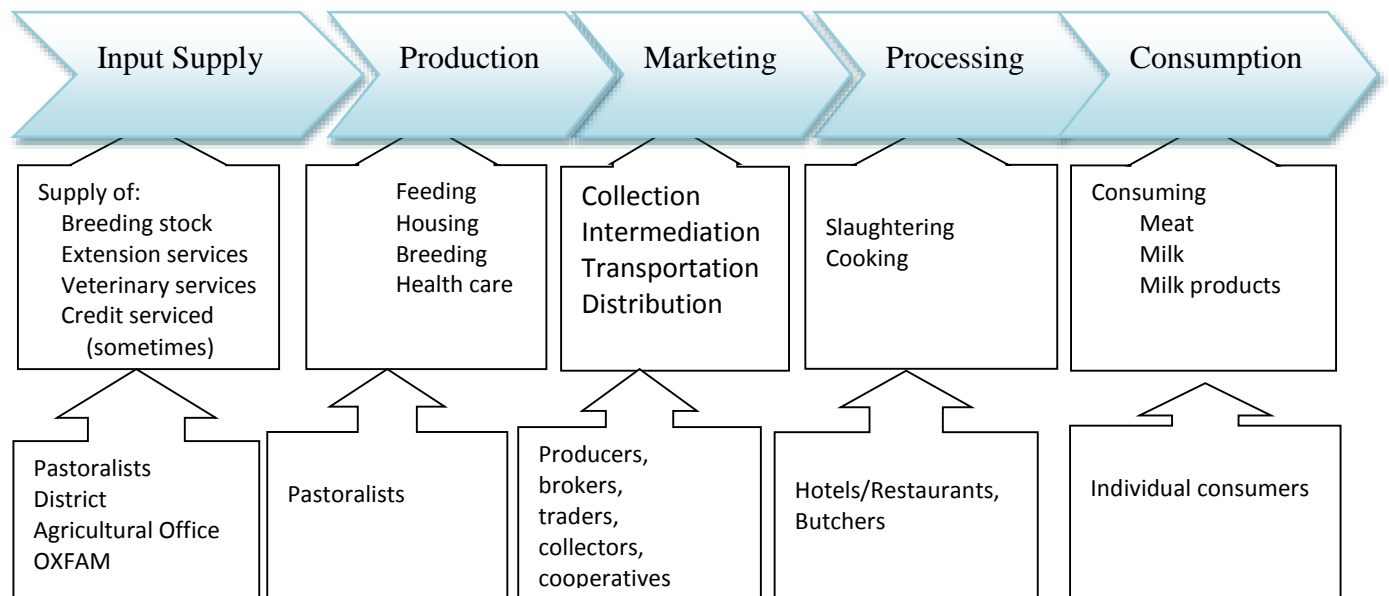 Input Supply
Production
Marketing
Processing
Consumption
Supply of:
Breeding stock
Extension services
Veterinary services
Credit serviced
(sometimes)
Feeding
Housing
Breeding
Health care
Collection
Intermediation
Transportation
Distribution
Slaughtering
Cooking
Consuming
Meat
Milk
Milk products
Pastoralists
District
Agricultural Office
OXFAM
Pastoralists
Producers,
brokers,
traders,
collectors,
cooperatives
Hotels/Restaurants,
Butchers
Individual consumers